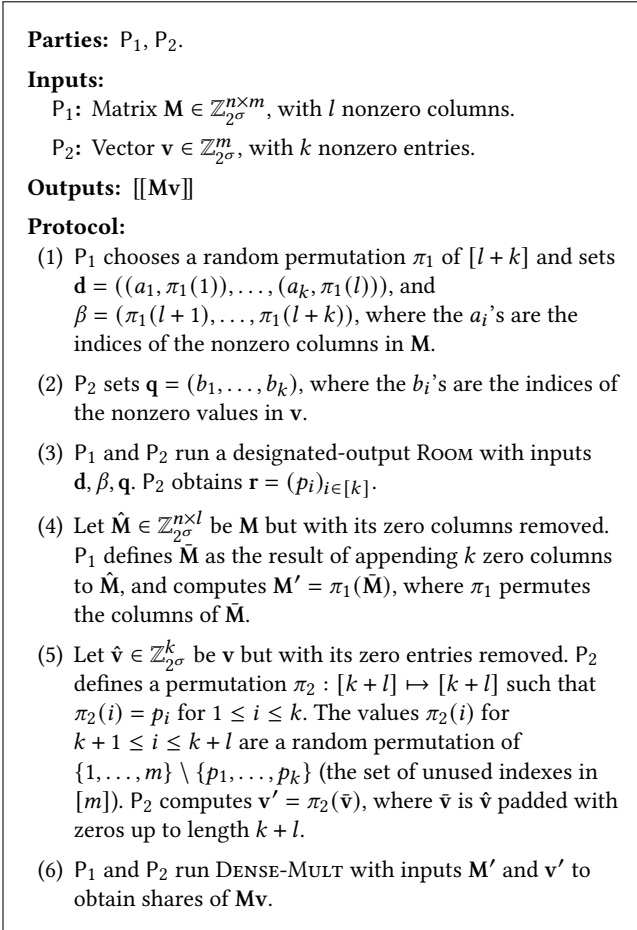 Parties: P₁, P₂.
Inputs:
P₁: Matrix M ∈ ℤ_{2^σ}^{n×m}, with l nonzero columns.
P₂: Vector v ∈ ℤ_{2^σ}^{m}, with k nonzero entries.
Outputs: [[Mv]]
Protocol:
(1) P₁ chooses a random permutation π₁ of [l + k] and sets
d = ((a₁, π₁(1)), . . . , (a_k, π₁(l))), and
β = (π₁(l + 1), . . . , π₁(l + k)), where the a_i's are the
indices of the nonzero columns in M.
(2) P₂ sets q = (b₁, . . . , b_k), where the b_i's are the indices of
the nonzero values in v.
(3) P₁ and P₂ run a designated-output Room with inputs
d, β, q. P₂ obtains r = (p_i)_{i∈[k]}.
(4) Let M̂ ∈ ℤ_{2^σ}^{n×l} be M but with its zero columns removed.
P₁ defines M̄ as the result of appending k zero columns
to M̂, and computes M′ = π₁(M̄), where π₁ permutes
the columns of M̄.
(5) Let v̂ ∈ ℤ_{2^σ}^{k} be v but with its zero entries removed. P₂
defines a permutation π₂ : [k + l] ↦ [k + l] such that
π₂(i) = p_i for 1 ≤ i ≤ k. The values π₂(i) for
k + 1 ≤ i ≤ k + l are a random permutation of
{1, . . . , m} \ {p₁, . . . , p_k} (the set of unused indexes in
[m]). P₂ computes v′ = π₂(v̄), where v̄ is v̂ padded with
zeros up to length k + l.
(6) P₁ and P₂ run Dense-Mult with inputs M′ and v′ to
obtain shares of Mv.